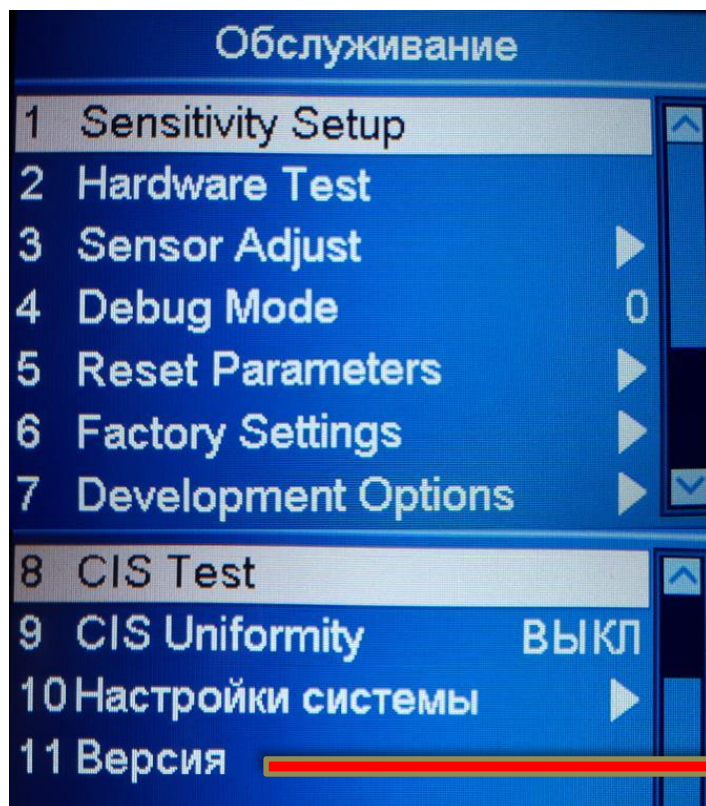 Обслуживание
1 Sensitivity Setup
2 Hardware Test
3 Sensor Adjust
4 Debug Mode 0
5 Reset Parameters
6 Factory Settings
7 Development Options
8 CIS Test
9 CIS Uniformity ВЫКЛ
10 Настройки системы
11 Версия